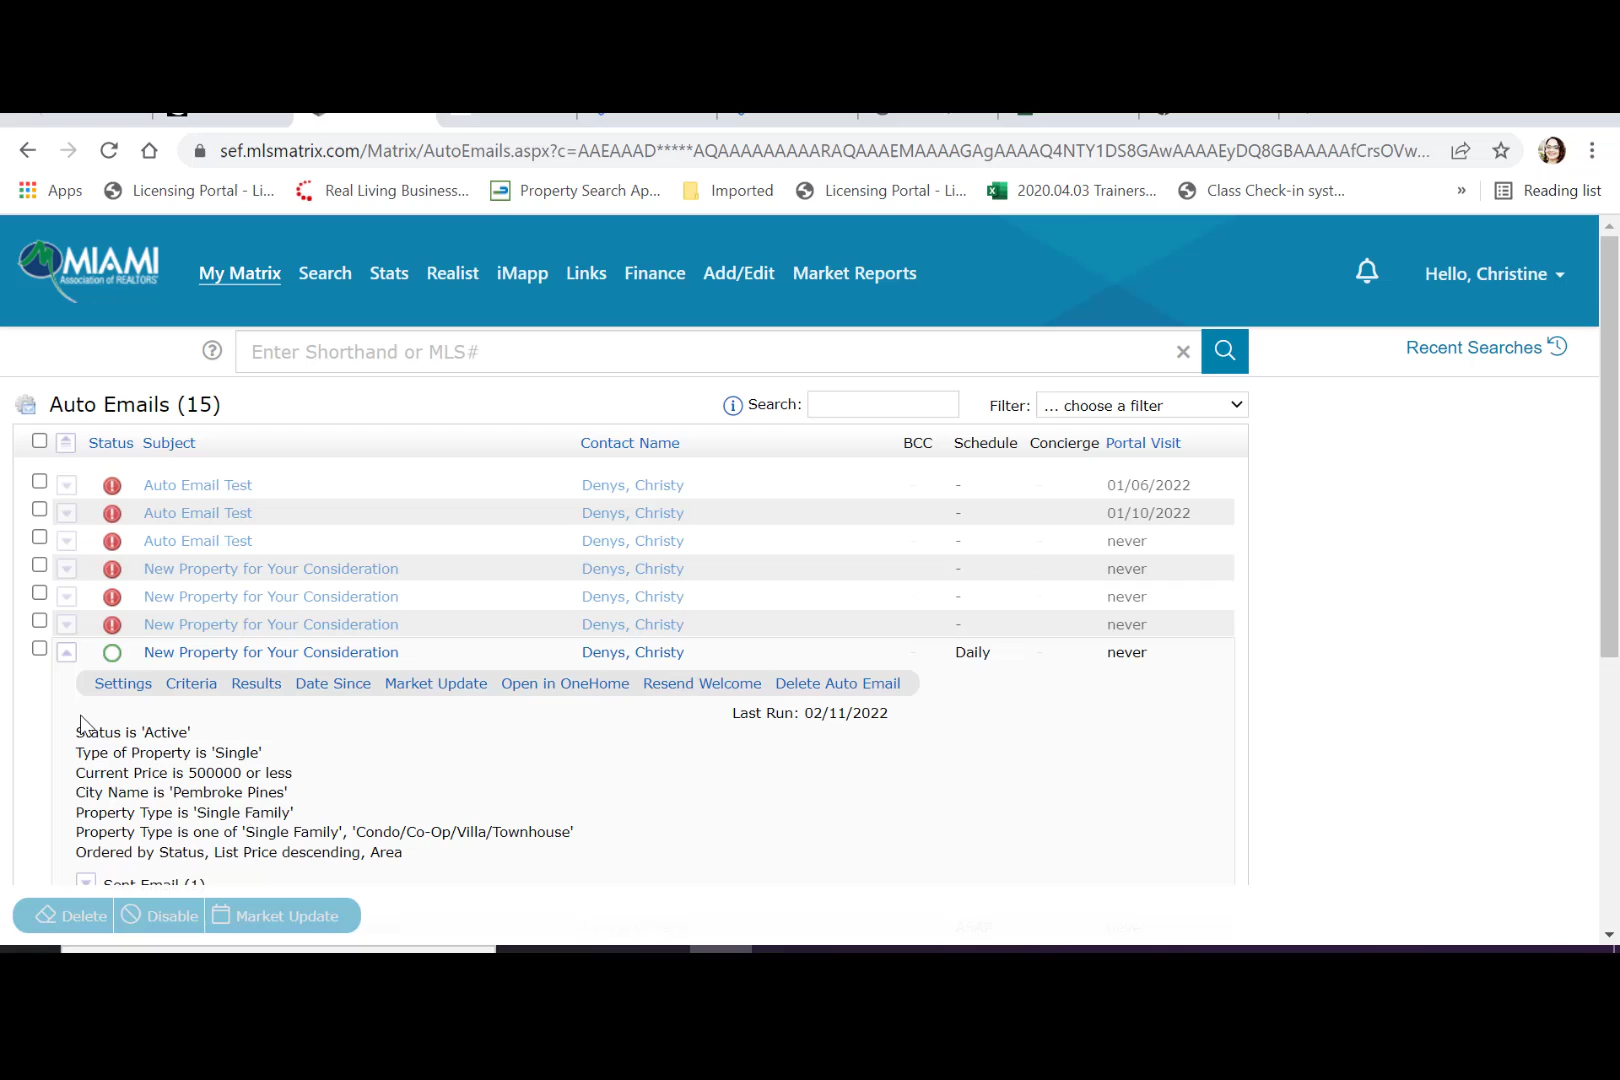 sef.mlsmatrix.com/Matrix/AutoEmails.aspx?c=AAEAAAD*****AQAAAAAAAAARAQAAAEMAAAAGAgAAAAQ4NTY1DS8GAwAAAAEyDQ8GBAAAAAfCrsOVw...
Apps Licensing Portal - Li... Real Living Business... Property Search Ap... Imported Licensing Portal - Li... 2020.04.03 Trainers... Class Check-in syst... » Reading list
MIAMI
Association of REALTORS®
My Matrix Search Stats Realist iMapp Links Finance Add/Edit Market Reports Hello, Christine
Enter Shorthand or MLS# Recent Searches
Auto Emails (15) Search: Filter: ... choose a filter
Status Subject Contact Name BCC Schedule Concierge Portal Visit
Auto Email Test Denys, Christy - 01/06/2022
Auto Email Test Denys, Christy - 01/10/2022
Auto Email Test Denys, Christy - never
New Property for Your Consideration Denys, Christy - never
New Property for Your Consideration Denys, Christy - never
New Property for Your Consideration Denys, Christy - never
New Property for Your Consideration Denys, Christy Daily never
Settings Criteria Results Date Since Market Update Open in OneHome Resend Welcome Delete Auto Email
Last Run: 02/11/2022
Status is 'Active'
Type of Property is 'Single'
Current Price is 500000 or less
City Name is 'Pembroke Pines'
Property Type is 'Single Family'
Property Type is one of 'Single Family', 'Condo/Co-Op/Villa/Townhouse'
Ordered by Status, List Price descending, Area
Sent Email (1)
Delete Disable Market Update